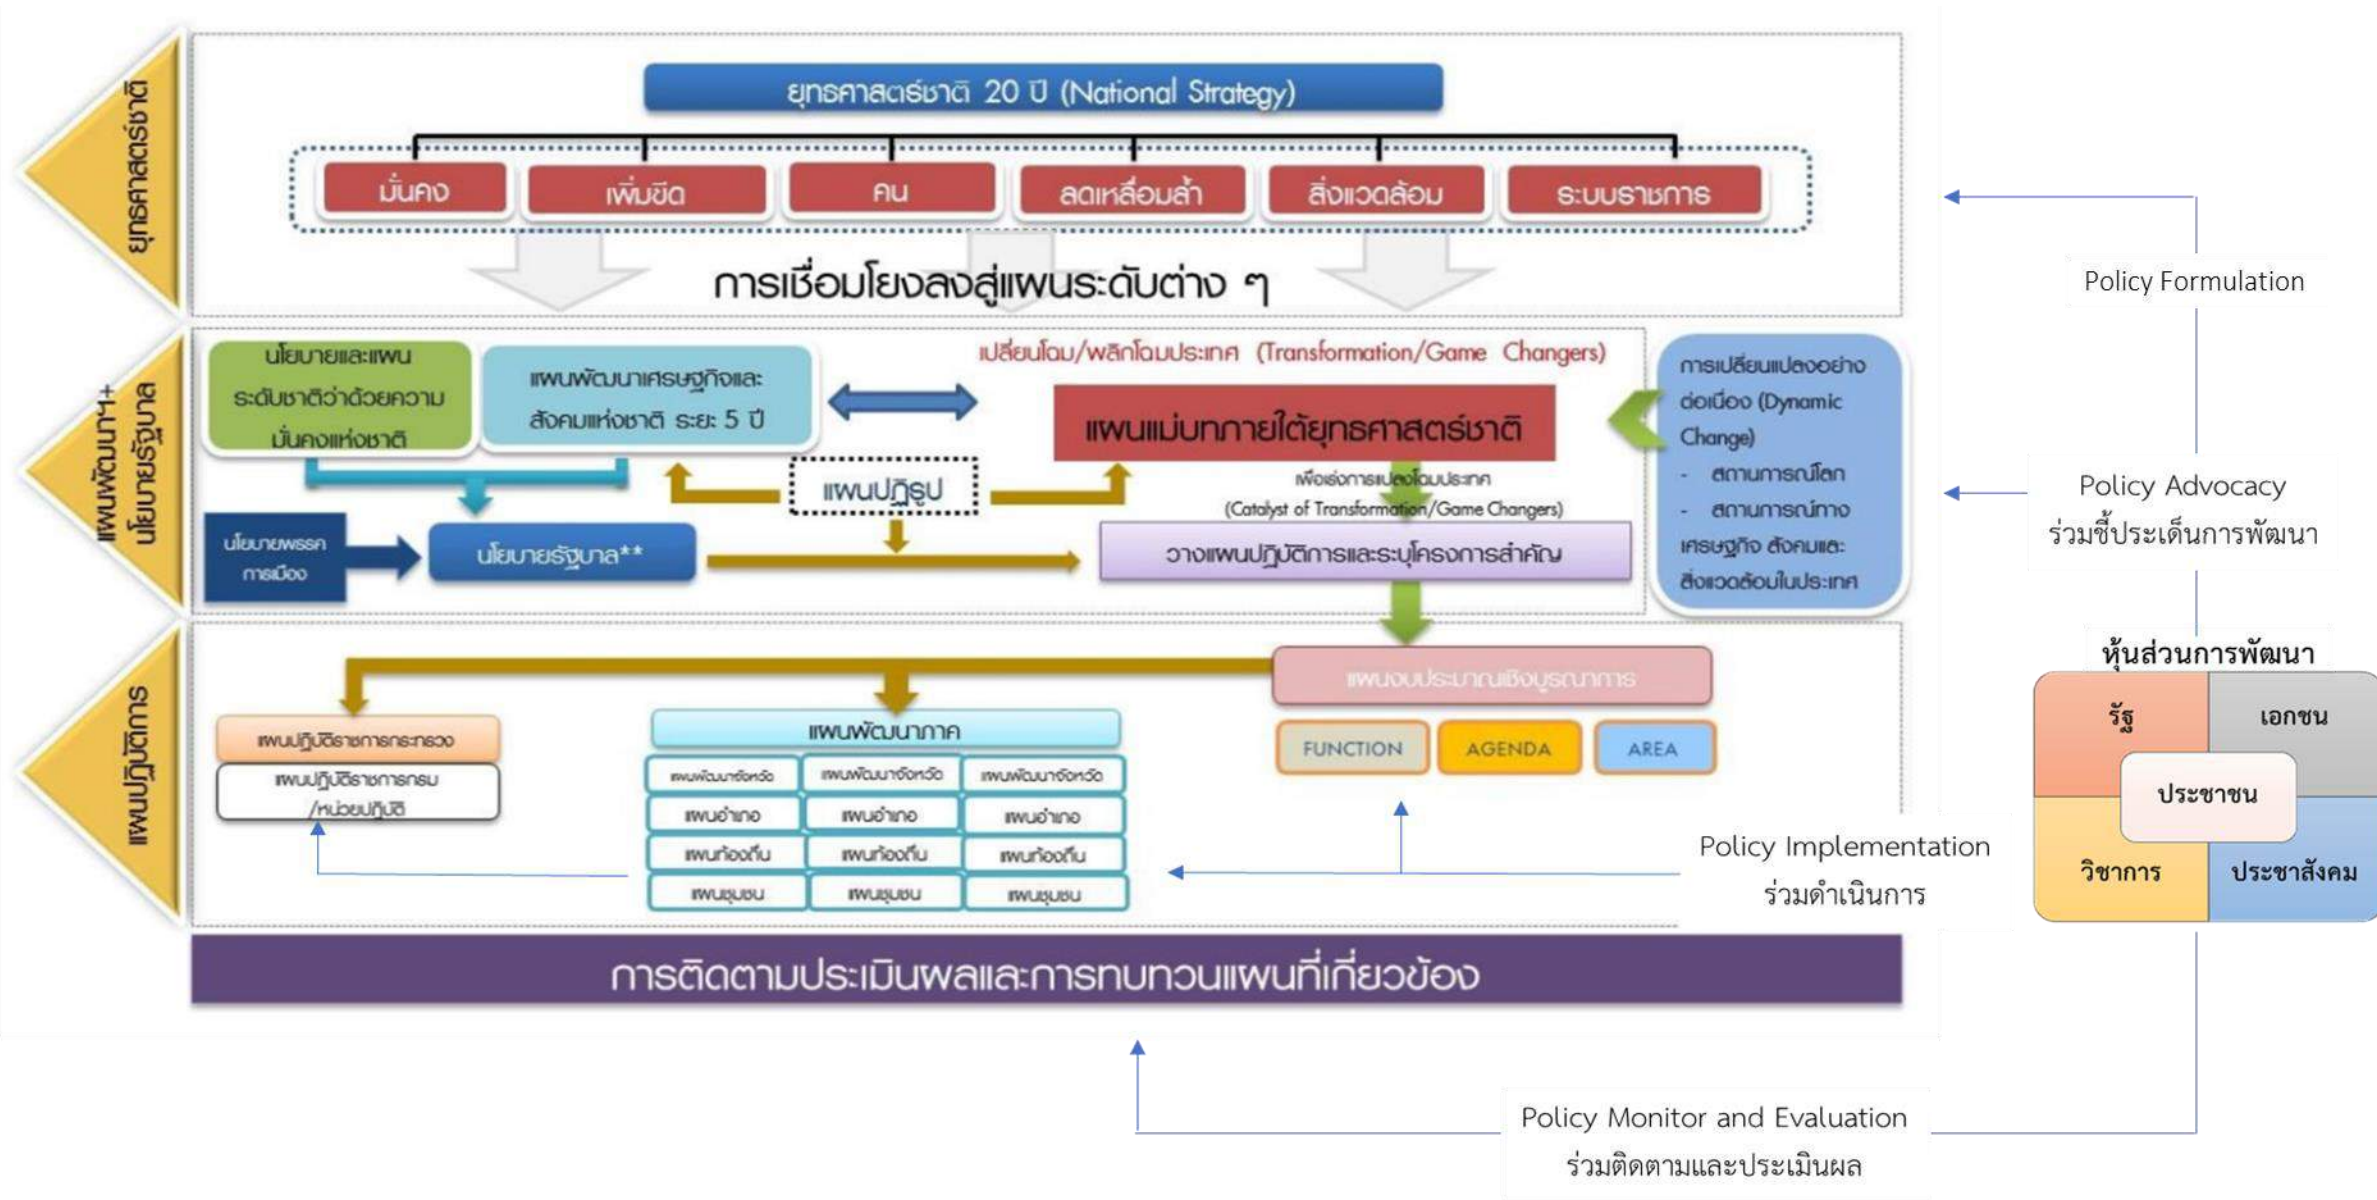 ยุทธศาสตร์ชาติ
ยุทธศาสตร์ชาติ 20 ปี (National Strategy)
มั่นคง
เพิ่มขีด
คน
ลดเหลื่อมล้ำ
สิ่งแวดล้อม
ระบบราชการ
การเชื่อมโยงลงสู่แผนระดับต่าง ๆ
Policy Formulation
แผนพัฒนาฯ+
นโยบายรัฐบาล
นโยบายและแผน
ระดับชาติว่าด้วยความ
มั่นคงแห่งชาติ
แผนพัฒนาเศรษฐกิจและ
สังคมแห่งชาติ ระยะ 5 ปี
เปลี่ยนโฉม/พลิกโฉมประเทศ (Transformation/Game Changers)
แผนแม่บทภายใต้ยุทธศาสตร์ชาติ
การเปลี่ยนแปลงอย่าง
ต่อเนื่อง (Dynamic
Change)
- สถานการณ์โลก
- สถานการณ์ทาง
เศรษฐกิจ สังคมและ
สิ่งแวดล้อมในประเทศ
แผนปฏิรูป
เพื่อเร่งการแปลงโฉมประเทศ
(Catalyst of Transformation/Game Changers)
นโยบายพรรค
การเมือง
นโยบายรัฐบาล**
วางแผนปฏิบัติการและระบุโครงการสำคัญ
Policy Advocacy
ร่วมชี้ประเด็นการพัฒนา
แผนปฏิบัติการ
แผนงบประมาณเชิงบูรณาการ
FUNCTION
AGENDA
AREA
แผนปฏิบัติราชการกระทรวง
แผนปฏิบัติราชการกรม
/หน่วยปฏิบัติ
แผนพัฒนาภาค
แผนพัฒนาจังหวัด
แผนพัฒนาจังหวัด
แผนพัฒนาจังหวัด
แผนอำเภอ
แผนอำเภอ
แผนอำเภอ
แผนท้องถิ่น
แผนท้องถิ่น
แผนท้องถิ่น
แผนชุมชน
แผนชุมชน
แผนชุมชน
Policy Implementation
ร่วมดำเนินการ
หุ้นส่วนการพัฒนา
รัฐ
เอกชน
ประชาชน
วิชาการ
ประชาสังคม
การติดตามประเมินผลและการทบทวนแผนที่เกี่ยวข้อง
Policy Monitor and Evaluation
ร่วมติดตามและประเมินผล